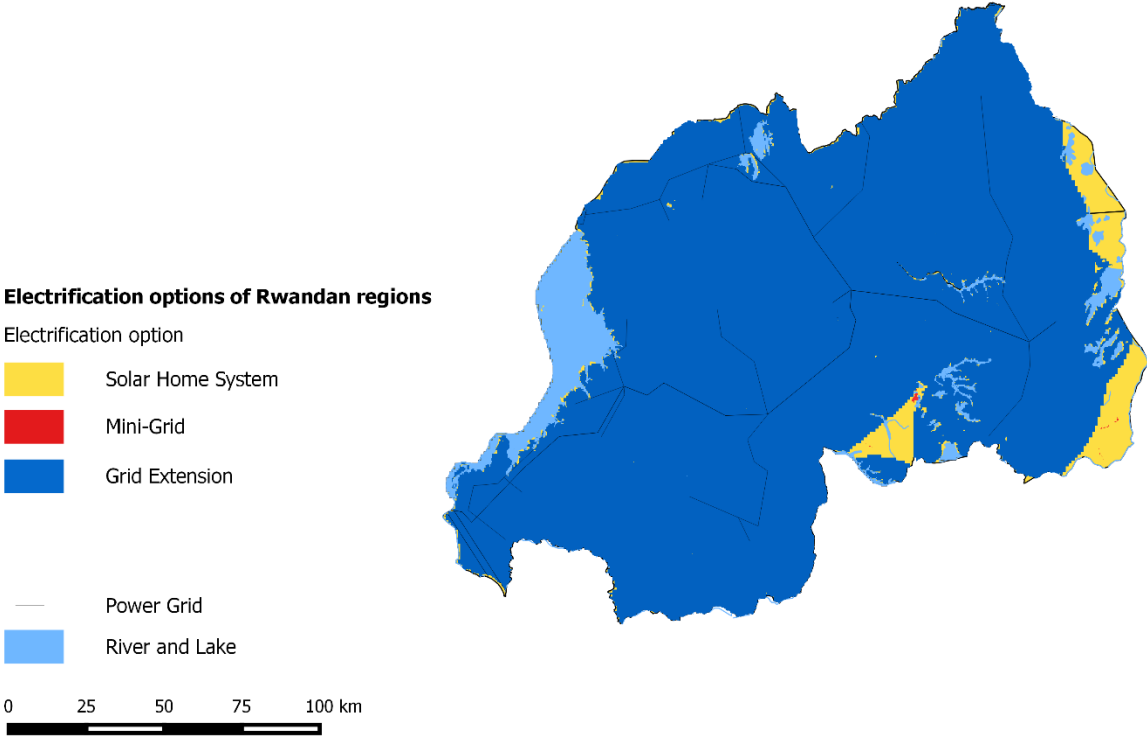 Electrification options of Rwandan regions
Electrification option
Solar Home System
Mini-Grid
Grid Extension
Power Grid
River and Lake
0 25 50 75 100 km